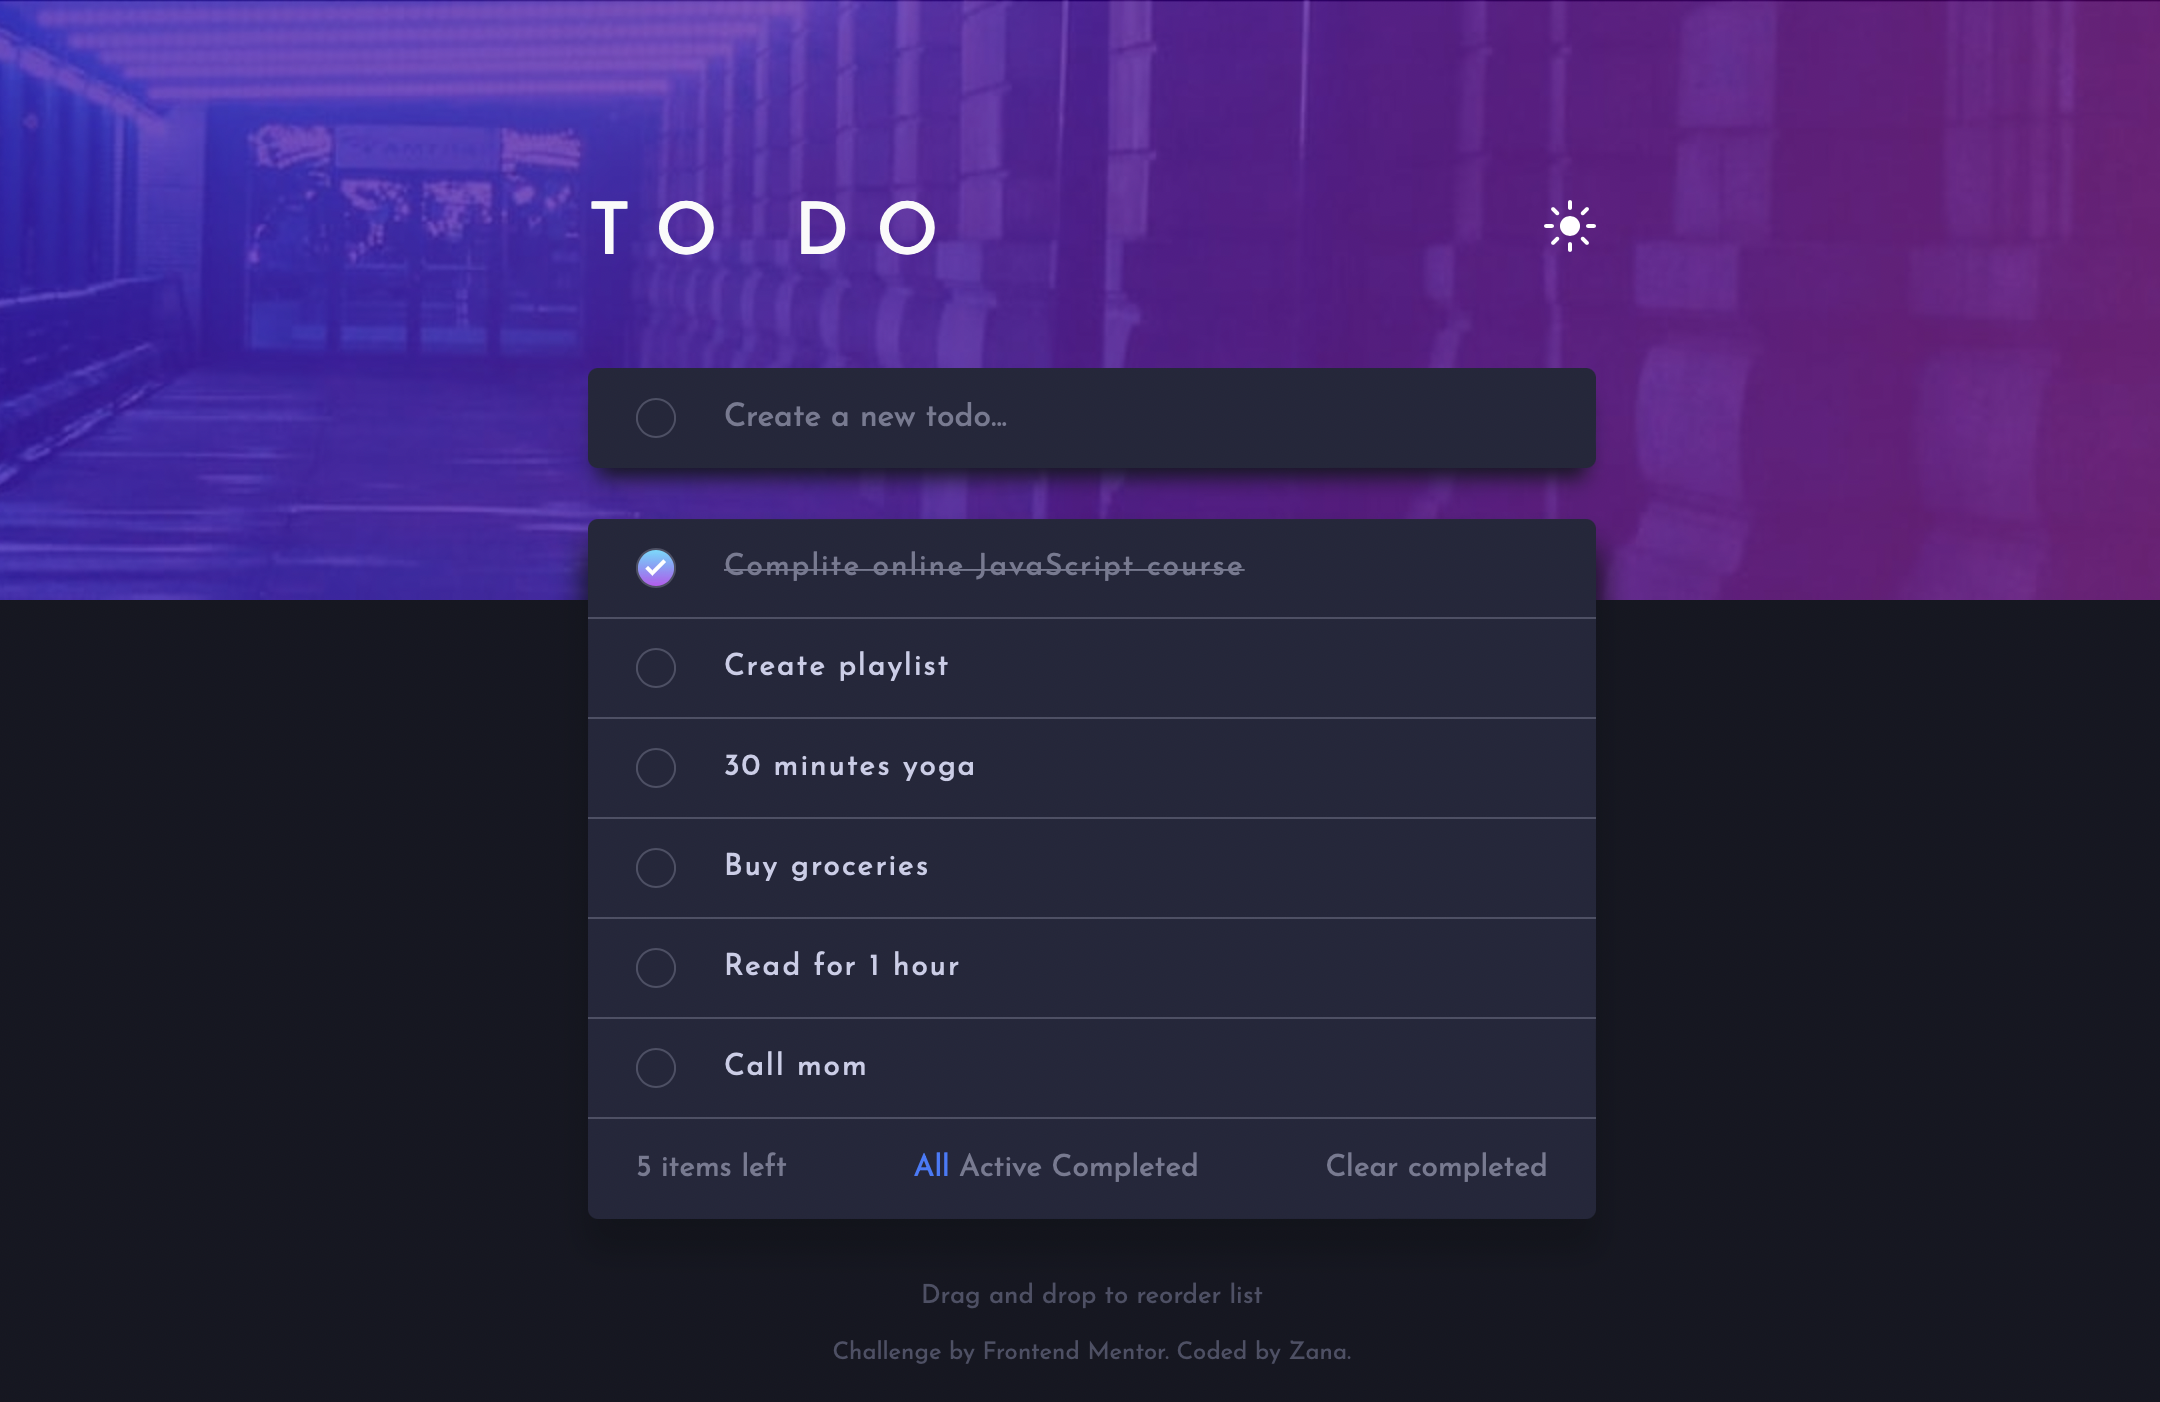 TO DO
Create a new todo...
Complite online JavaScript course
Create playlist
30 minutes yoga
Buy groceries
Read for 1 hour
Call mom
5 items left All Active Completed Clear completed
Drag and drop to reorder list
Challenge by Frontend Mentor. Coded by Zana.